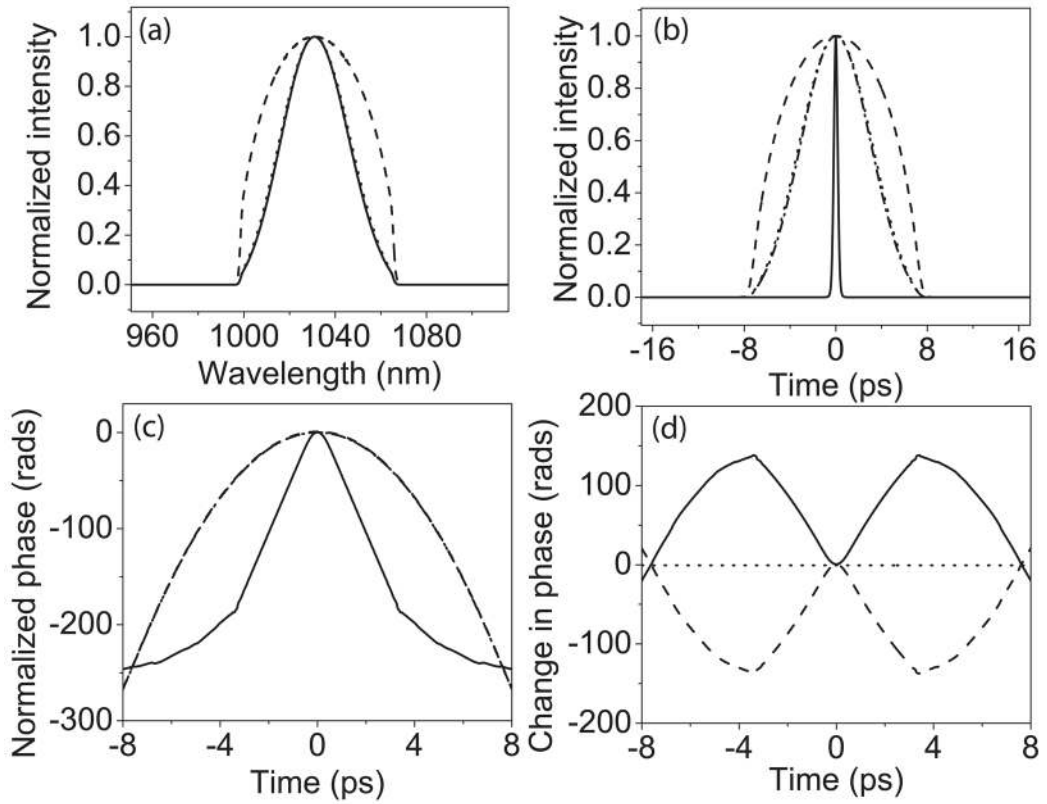 (a)
Normalized intensity
1.0
0.8
0.6
0.4
0.2
0.0
960 1000 1040 1080
Wavelength (nm)
(b)
Normalized intensity
1.0
0.8
0.6
0.4
0.2
0.0
-16 -8 0 8 16
Time (ps)
(c)
Normalized phase (rads)
0
-100
-200
-300
-8 -4 0 4 8
Time (ps)
(d)
Change in phase (rads)
200
100
0
-100
-200
-8 -4 0 4 8
Time (ps)